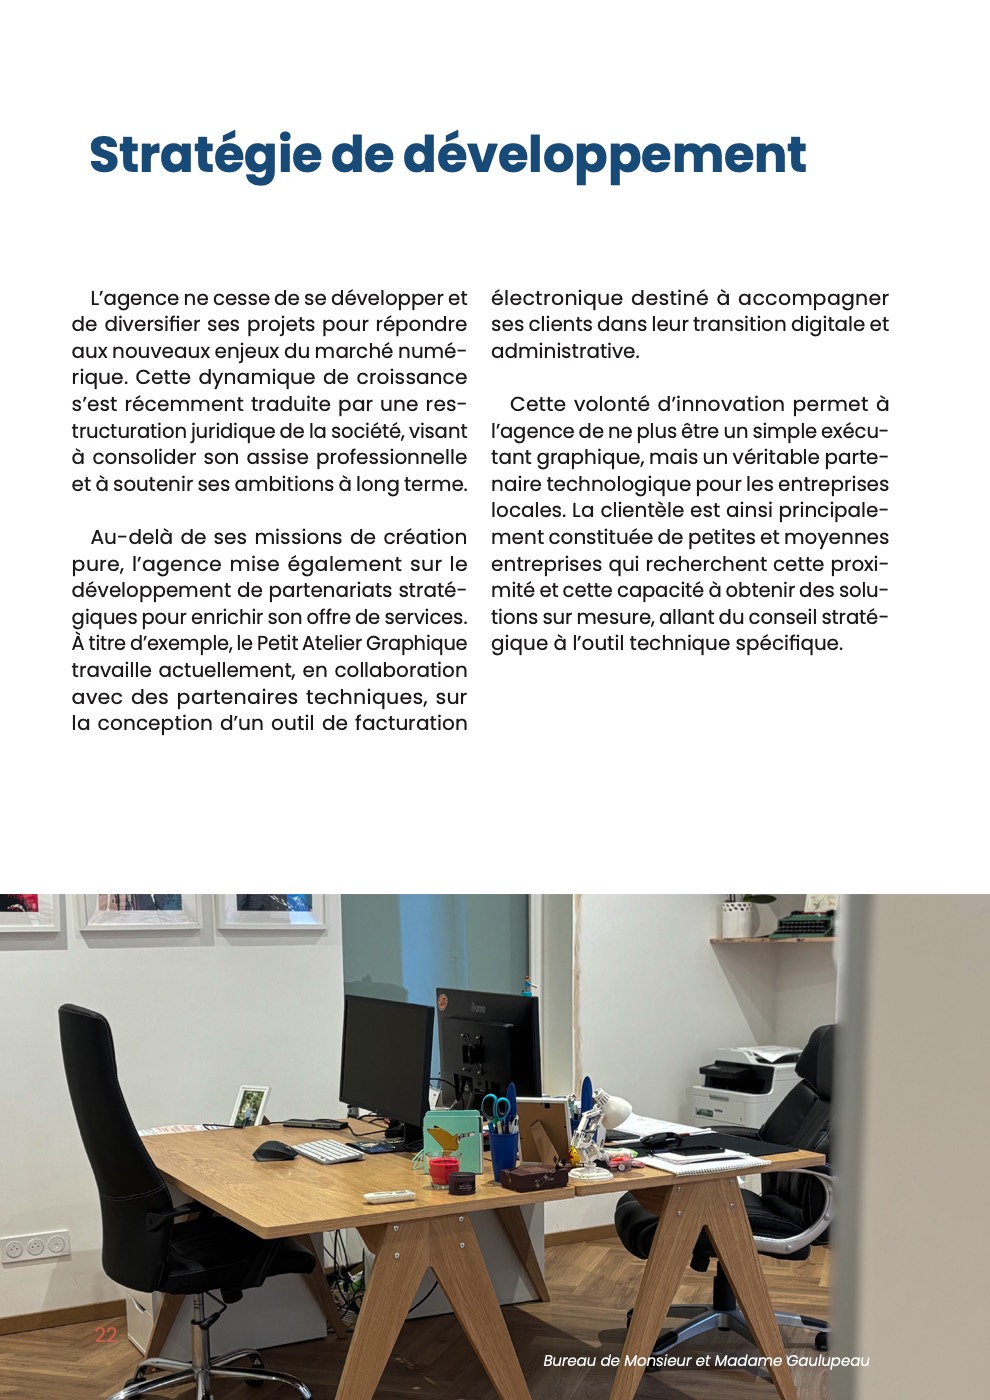 Stratégie de développement
L’agence ne cesse de se développer et
de diversifier ses projets pour répondre
aux nouveaux enjeux du marché numé-
rique. Cette dynamique de croissance
s’est récemment traduite par une res-
tructuration juridique de la société, visant
à consolider son assise professionnelle
et à soutenir ses ambitions à long terme.
Au-delà de ses missions de création
pure, l’agence mise également sur le
développement de partenariats straté-
giques pour enrichir son offre de services.
À titre d’exemple, le Petit Atelier Graphique
travaille actuellement, en collaboration
avec des partenaires techniques, sur
la conception d’un outil de facturation
électronique destiné à accompagner
ses clients dans leur transition digitale et
administrative.
Cette volonté d’innovation permet à
l’agence de ne plus être un simple exécu-
tant graphique, mais un véritable parte-
naire technologique pour les entreprises
locales. La clientèle est ainsi principale-
ment constituée de petites et moyennes
entreprises qui recherchent cette proxi-
mité et cette capacité à obtenir des solu-
tions sur mesure, allant du conseil straté-
gique à l’outil technique spécifique.
iiyama
22
Bureau de Monsieur et Madame Gaulupeau